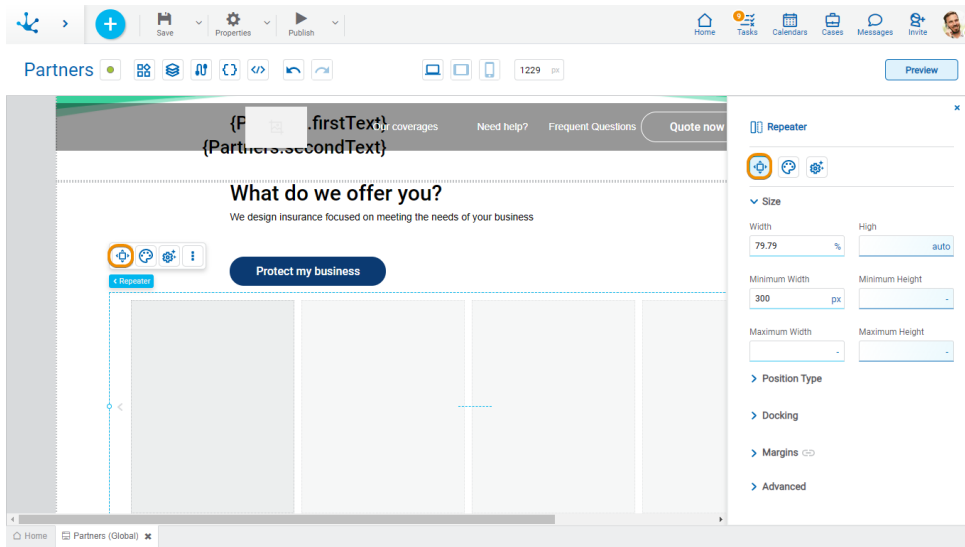 Save
Properties
Publish
Home
9
Tasks
Calendars
Cases
Messages
Invite
Partners
1229 px
Preview
.firstText}
Our coverages
Need help?
Frequent Questions
Quote now
{Partners.secondText}
What do we offer you?
We design insurance focused on meeting the needs of your business
Protect my business
Repeater
Repeater
Size
Width
High
79.79 %
auto
Minimum Width
Minimum Height
300 px
-
Maximum Width
Maximum Height
-
-
Position Type
Docking
Margins
Advanced
Home
Partners (Global)